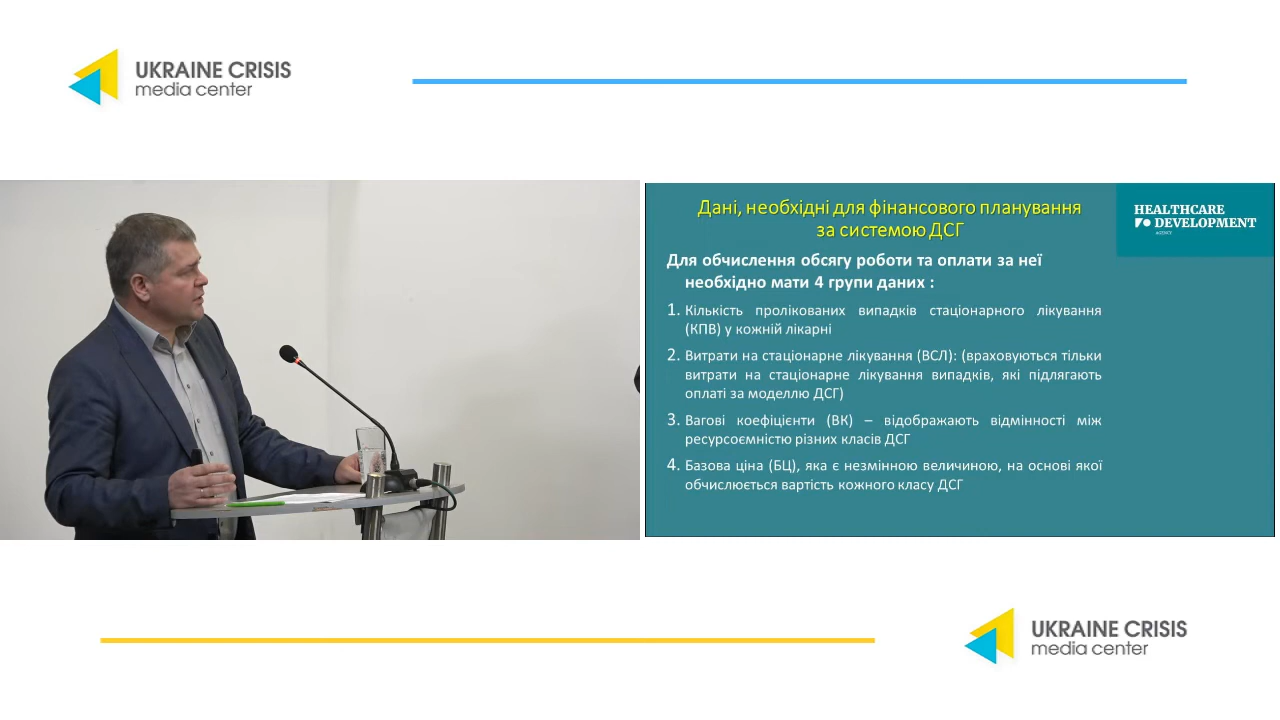 UKRAINE CRISIS
media center
Дані, необхідні для фінансового планування
за системою ДСГ
HEALTHCARE
DEVELOPMENT
AGENCY
Для обчислення обсягу роботи та оплати за неї
необхідно мати 4 групи даних :
1. Кількість пролікованих випадків стаціонарного лікування
(КПВ) у кожній лікарні
2. Витрати на стаціонарне лікування (ВСЛ): (враховуються тільки
витрати на стаціонарне лікування випадків, які підлягають
оплаті за моделлю ДСГ)
3. Вагові коефіцієнти (ВК) – відображають відмінності між
ресурсоємністю різних класів ДСГ
4. Базова ціна (БЦ), яка є незмінною величиною, на основі якої
обчислюється вартість кожного класу ДСГ
UKRAINE CRISIS
media center